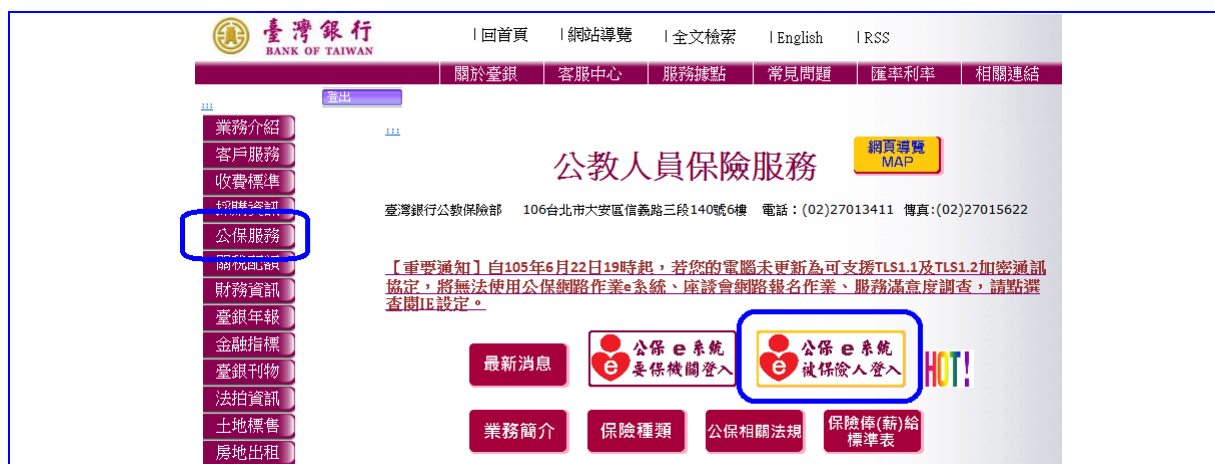 臺灣銀行
BANK OF TAIWAN
|回首頁 |網站導覽 |全文檢索 |English |RSS
關於臺銀 客服中心 服務據點 常見問題 匯率利率 相關連結
:::
登出
業務介紹
客戶服務
收費標準
採購資訊
公保服務
關稅配額
財務資訊
臺銀年報
金融指標
臺銀刊物
法拍資訊
土地標售
房地出租
:::
公教人員保險服務
網頁導覽
MAP
臺灣銀行公教保險部 106台北市大安區信義路三段140號6樓 電話：(02)27013411 傳真:(02)27015622
【重要通知】自105年6月22日19時起，若您的電腦未更新為可支援TLS1.1及TLS1.2加密通訊
協定，將無法使用公保網路作業e系統、座談會網路報名作業、服務滿意度調查，請點選
查閱IE設定。
最新消息
e
公保 e 系統
要保機關登入
e
公保 e 系統
被保險人登入
HOT!
業務簡介
保險種類
公保相關法規
保險俸(薪)給
標準表